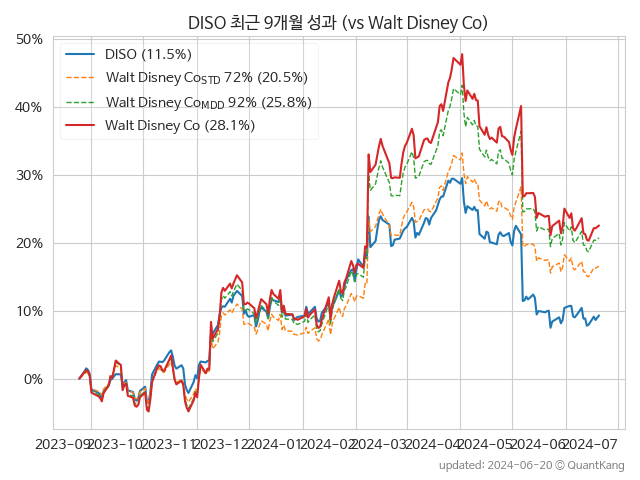 DISO 최근 9개월 성과 (vs Walt Disney Co)
50%
40%
30%
20%
10%
0%
DISO (11.5%)
Walt Disney CoSTD 72% (20.5%)
Walt Disney CoMDD 92% (25.8%)
Walt Disney Co (28.1%)
2023-09 2023-10 2023-11 2023-12 2024-01 2024-02 2024-03 2024-04 2024-05 2024-06 2024-07
updated: 2024-06-20 © QuantKang